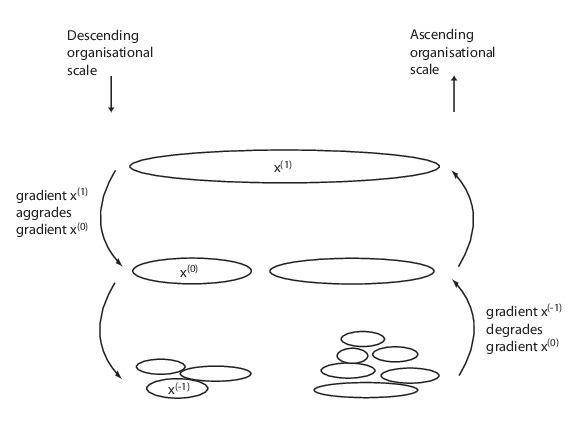 Descending
organisational
scale
Ascending
organisational
scale
x(1)
gradient x(1)
aggrades
gradient x(0)
x(0)
gradient x(-1)
degrades
gradient x(0)
x(-1)